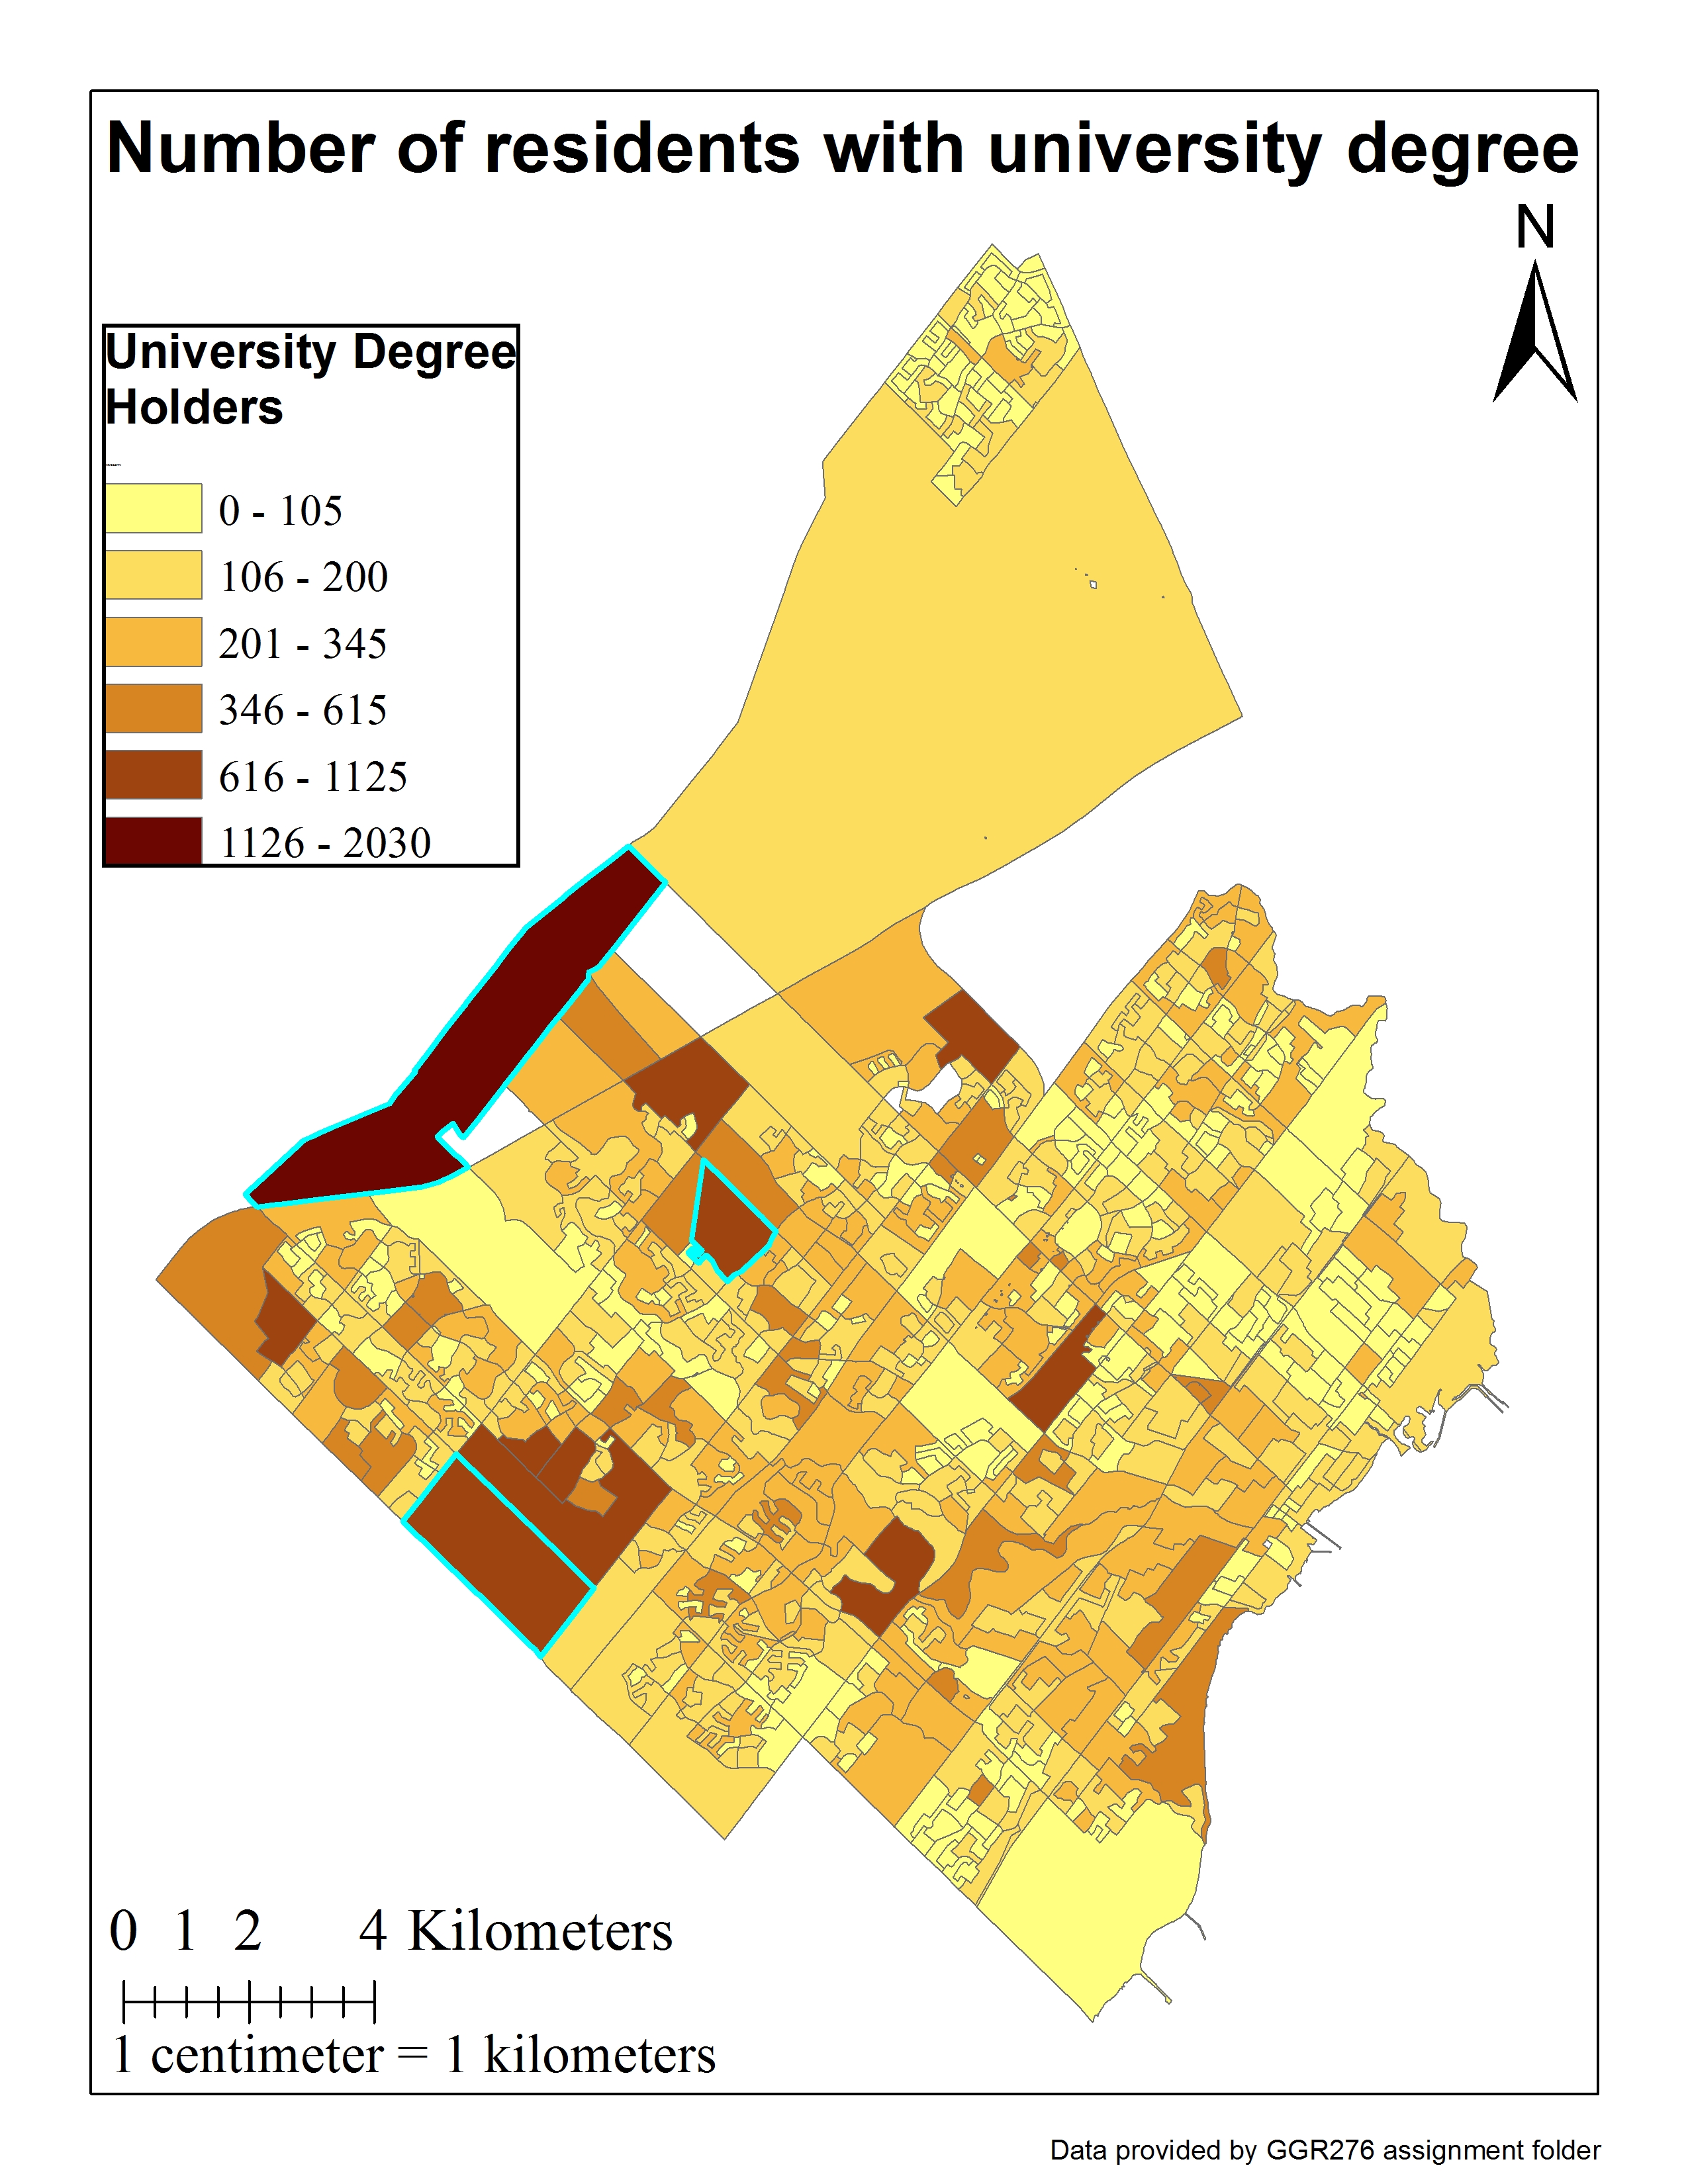 Number of residents with university degree
N
University Degree
Holders
0 - 105
106 - 200
201 - 345
346 - 615
616 - 1125
1126 - 2030
0 1 2 4 Kilometers
1 centimeter = 1 kilometers
Data provided by GGR276 assignment folder